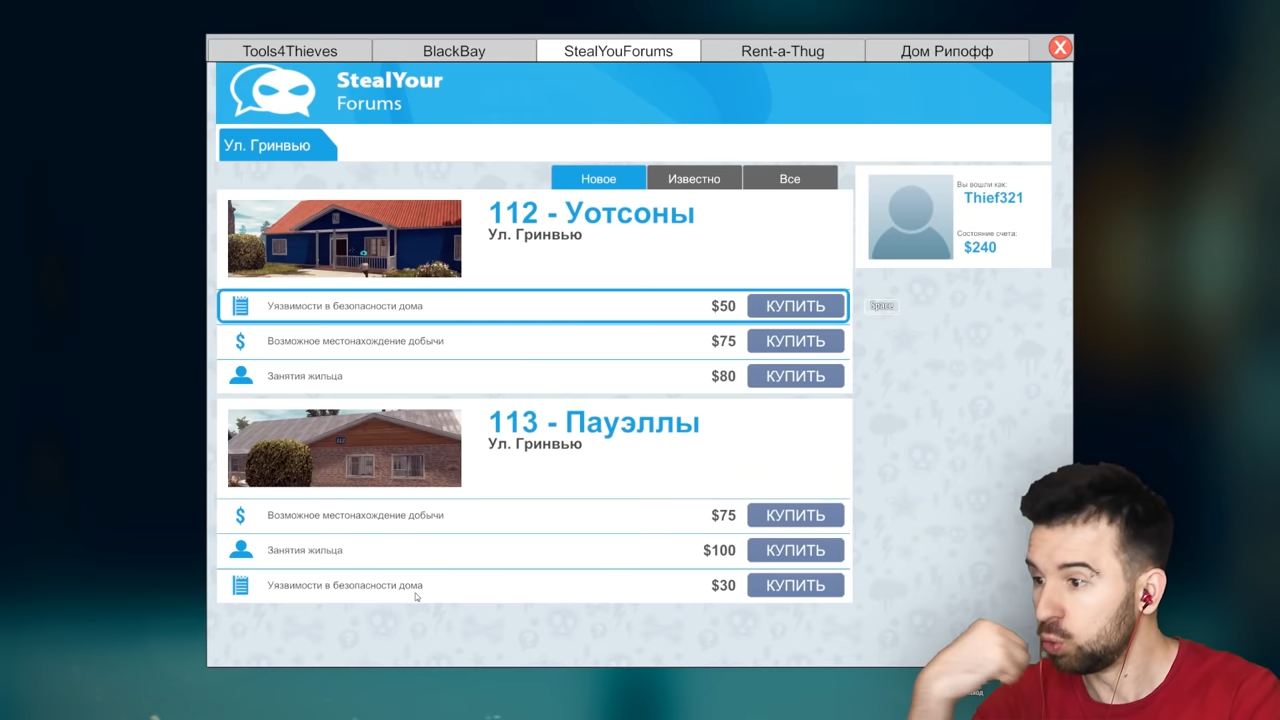 Tools4Thieves
BlackBay
StealYouForums
Rent-a-Thug
Дом Рипофф
X
StealYour
Forums
Ул. Гринвью
Новое
Известно
Все
Вы вошли как:
Thief321
Состояние счета:
$240
112 - Уотсоны
Ул. Гринвью
Уязвимости в безопасности дома $50 КУПИТЬ
Space
Возможное местонахождение добычи $75 КУПИТЬ
Занятия жильца $80 КУПИТЬ
113 - Пауэллы
Ул. Гринвью
Возможное местонахождение добычи $75 КУПИТЬ
Занятия жильца $100 КУПИТЬ
Уязвимости в безопасности дома $30 КУПИТЬ